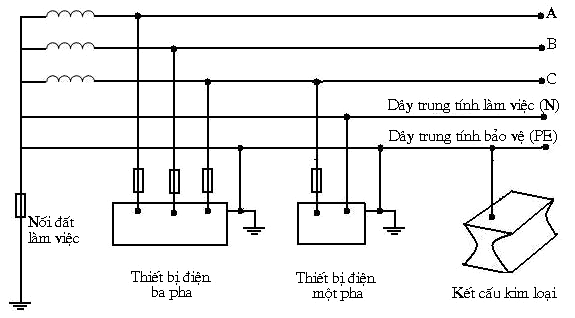 A
B
C
Dây trung tính làm việc (N)
Dây trung tính bảo vệ (PE)
Nối đất
làm việc
Thiết bị điện
ba pha
Thiết bị điện
một pha
Kết cấu kim loại